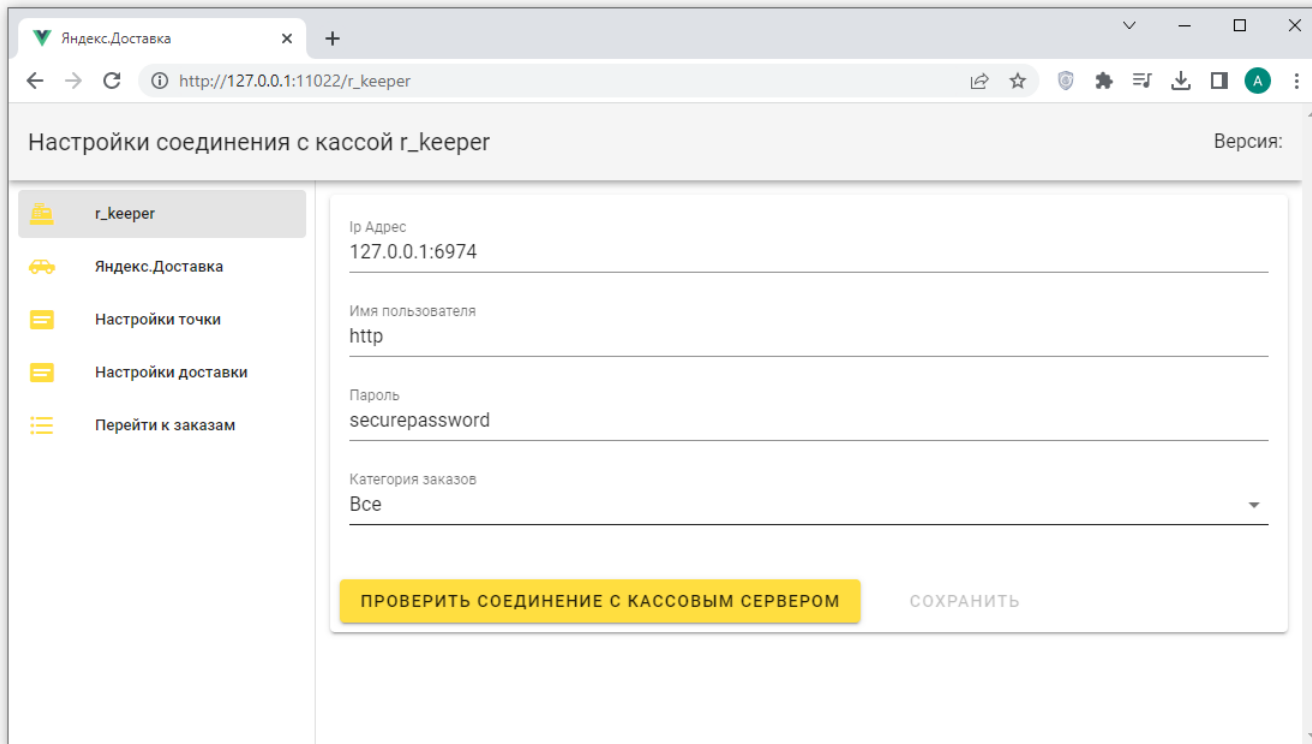 Яндекс.Доставка
http://127.0.0.1:11022/r_keeper
A
Настройки соединения с кассой r_keeper
Версия:
r_keeper
Яндекс.Доставка
Настройки точки
Настройки доставки
Перейти к заказам
Ip Адрес
127.0.0.1:6974
Имя пользователя
http
Пароль
securepassword
Категория заказов
Все
ПРОВЕРИТЬ СОЕДИНЕНИЕ С КАССОВЫМ СЕРВЕРОМ
СОХРАНИТЬ